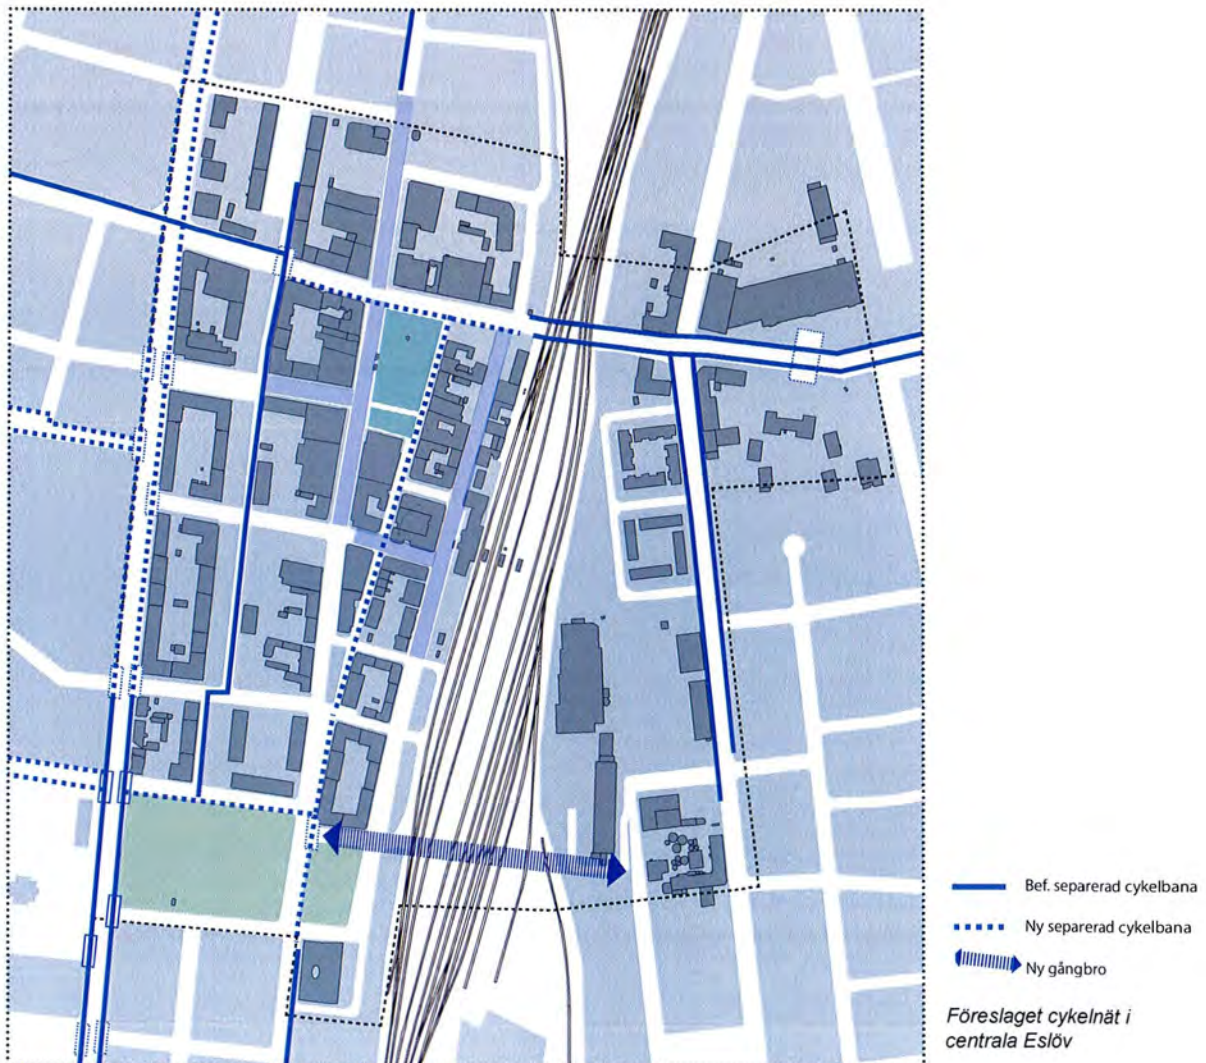 Bef. separerad cykelbana
Ny separerad cykelbana
Ny gångbro
Föreslaget cykelnät i
centrala Eslöv